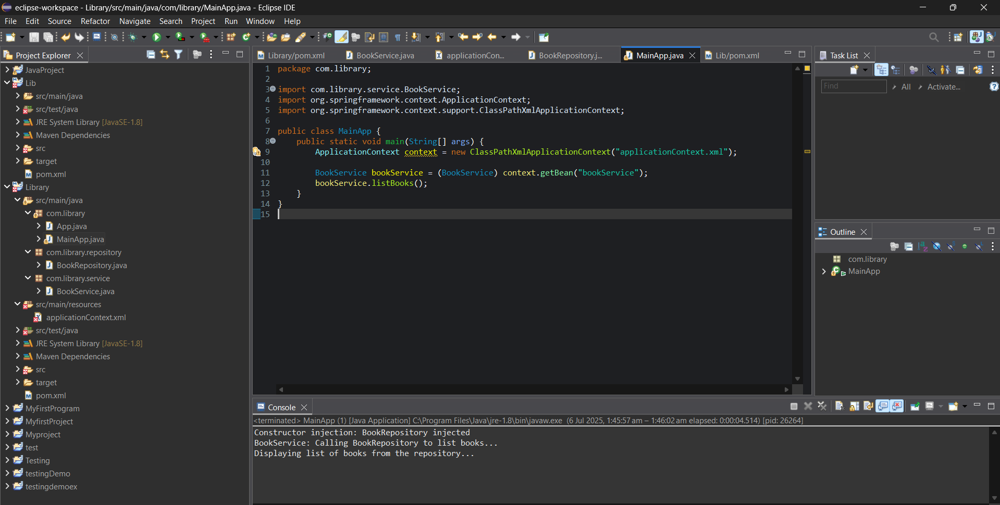 eclipse-workspace - Library/src/main/java/com/library/MainApp.java - Eclipse IDE
File Edit Source Refactor Navigate Search Project Run Window Help
Project Explorer
JavaProject
Lib
src/main/java
src/test/java
JRE System Library [JavaSE-1.8]
Maven Dependencies
src
target
pom.xml
Library
src/main/java
com.library
App.java
MainApp.java
com.library.repository
BookRepository.java
com.library.service
BookService.java
src/main/resources
applicationContext.xml
src/test/java
JRE System Library [JavaSE-1.8]
Maven Dependencies
src
target
pom.xml
MyFirstProgram
MyfirstProject
Myproject
test
Testing
testingDemo
testingdemoex
Library/pom.xml BookService.java applicationCon... BookRepository.j... MainApp.java Lib/pom.xml
1 package com.library;
2
3 import com.library.service.BookService;
4 import org.springframework.context.ApplicationContext;
5 import org.springframework.context.support.ClassPathXmlApplicationContext;
6
7 public class MainApp {
8 public static void main(String[] args) {
9 ApplicationContext context = new ClassPathXmlApplicationContext("applicationContext.xml");
10
11 BookService bookService = (BookService) context.getBean("bookService");
12 bookService.listBooks();
13 }
14 }
15
Task List
Find All Activate...
Outline
com.library
MainApp
Console
<terminated> MainApp (1) [Java Application] C:\Program Files\Java\jre-1.8\bin\javaw.exe (6 Jul 2025, 1:45:57 am – 1:46:02 am elapsed: 0:00:04.514) [pid: 26264]
Constructor injection: BookRepository injected
BookService: Calling BookRepository to list books...
Displaying list of books from the repository...